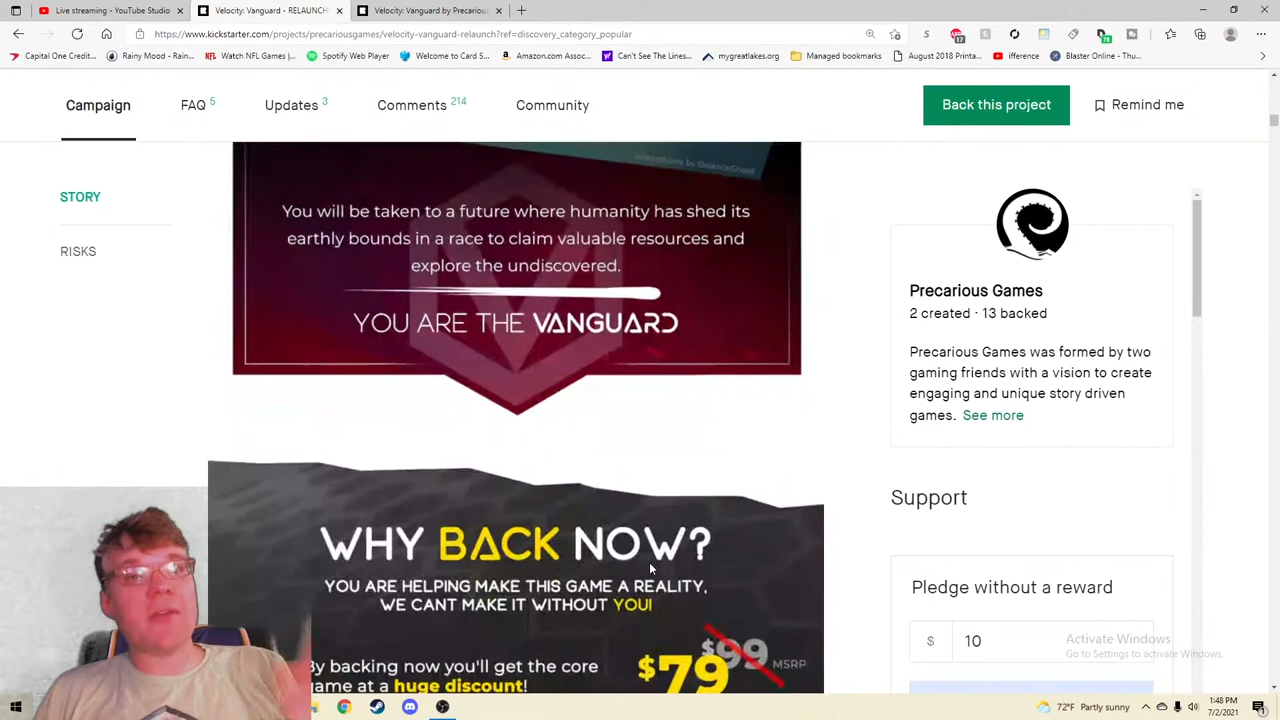 Live streaming - YouTube Studio
Velocity: Vanguard - RELAUNCH
Velocity: Vanguard by Precariou
https://www.kickstarter.com/projects/precariousgames/velocity-vanguard-relaunch?ref=discovery_category_popular
Capital One Credit...
Rainy Mood - Rain...
Watch NFL Games |...
Spotify Web Player
Welcome to Card S...
Amazon.com Assoc...
Can't See The Lines...
mygreatlakes.org
Managed bookmarks
August 2018 Printa...
ifference
Blaster Online - Thu...
Campaign
FAQ 5
Updates 3
Comments 214
Community
Back this project
Remind me
STORY
RISKS
You will be taken to a future where humanity has shed its
earthly bounds in a race to claim valuable resources and
explore the undiscovered.
YOU ARE THE VANGUARD
WHY BACK NOW?
YOU ARE HELPING MAKE THIS GAME A REALITY,
WE CANT MAKE IT WITHOUT YOU!
By backing now you'll get the core
game at a huge discount!
$99 MSRP
$79
Precarious Games
2 created · 13 backed
Precarious Games was formed by two
gaming friends with a vision to create
engaging and unique story driven
games. See more
Support
Pledge without a reward
$ 10
Activate Windows
Go to Settings to activate Windows.
72°F Partly sunny
1:48 PM
7/2/2021